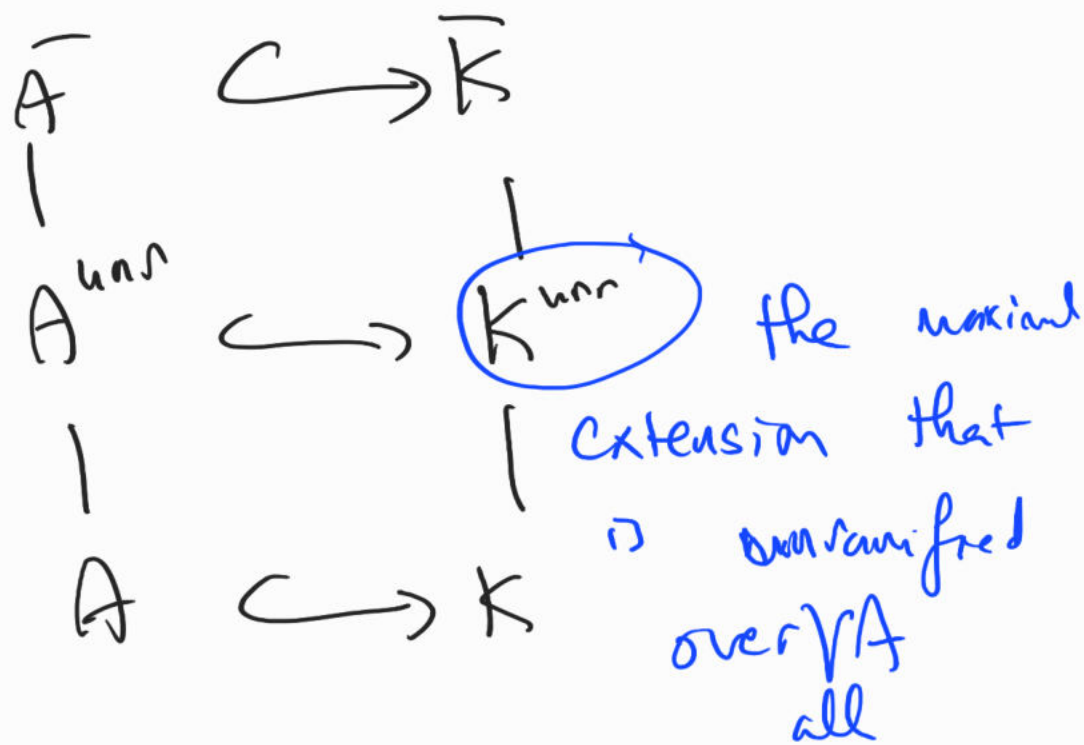 A̅ ↪ K̅
A^unr ↪ K^unr the maximal
extension that
is unramified
over A
all
A ↪ K